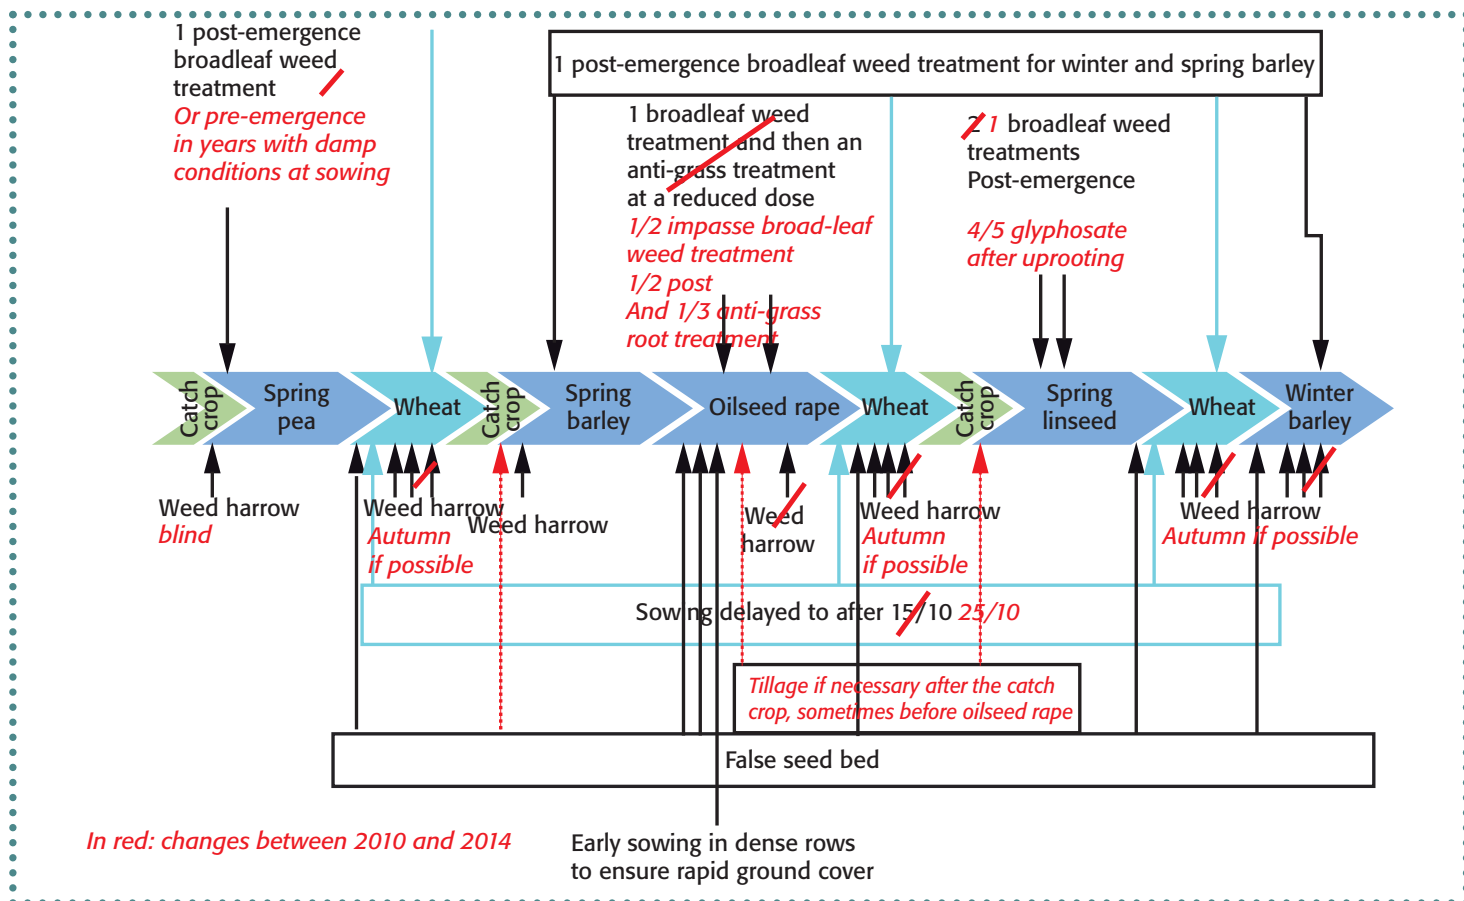 1 post-emergence
broadleaf weed
treatment
Or pre-emergence
in years with damp
conditions at sowing
1 post-emergence broadleaf weed treatment for winter and spring barley
1 broadleaf weed
treatment and then an
anti-grass treatment
at a reduced dose
1/2 impasse broad-leaf
weed treatment
1/2 post
And 1/3 anti-grass
root treatment
2 1 broadleaf weed
treatments
Post-emergence
4/5 glyphosate
after uprooting
Catch
crop
Spring
pea
Wheat
Catch
crop
Spring
barley
Oilseed rape
Wheat
Catch
crop
Spring
linseed
Wheat
Winter
barley
Weed harrow
blind
Weed harrow
Autumn
if possible
Weed harrow
Weed
harrow
Weed harrow
Autumn
if possible
Weed harrow
Autumn if possible
Sowing delayed to after 15/10 25/10
Tillage if necessary after the catch
crop, sometimes before oilseed rape
False seed bed
In red: changes between 2010 and 2014
Early sowing in dense rows
to ensure rapid ground cover